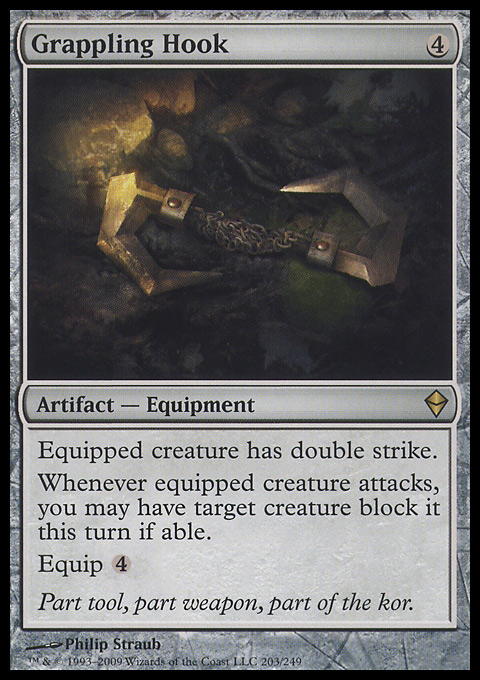 Grappling Hook 4
Artifact — Equipment
Equipped creature has double strike.
Whenever equipped creature attacks,
you may have target creature block it
this turn if able.
Equip 4
Part tool, part weapon, part of the kor.
Philip Straub
™ & © 1993–2009 Wizards of the Coast LLC 203/249